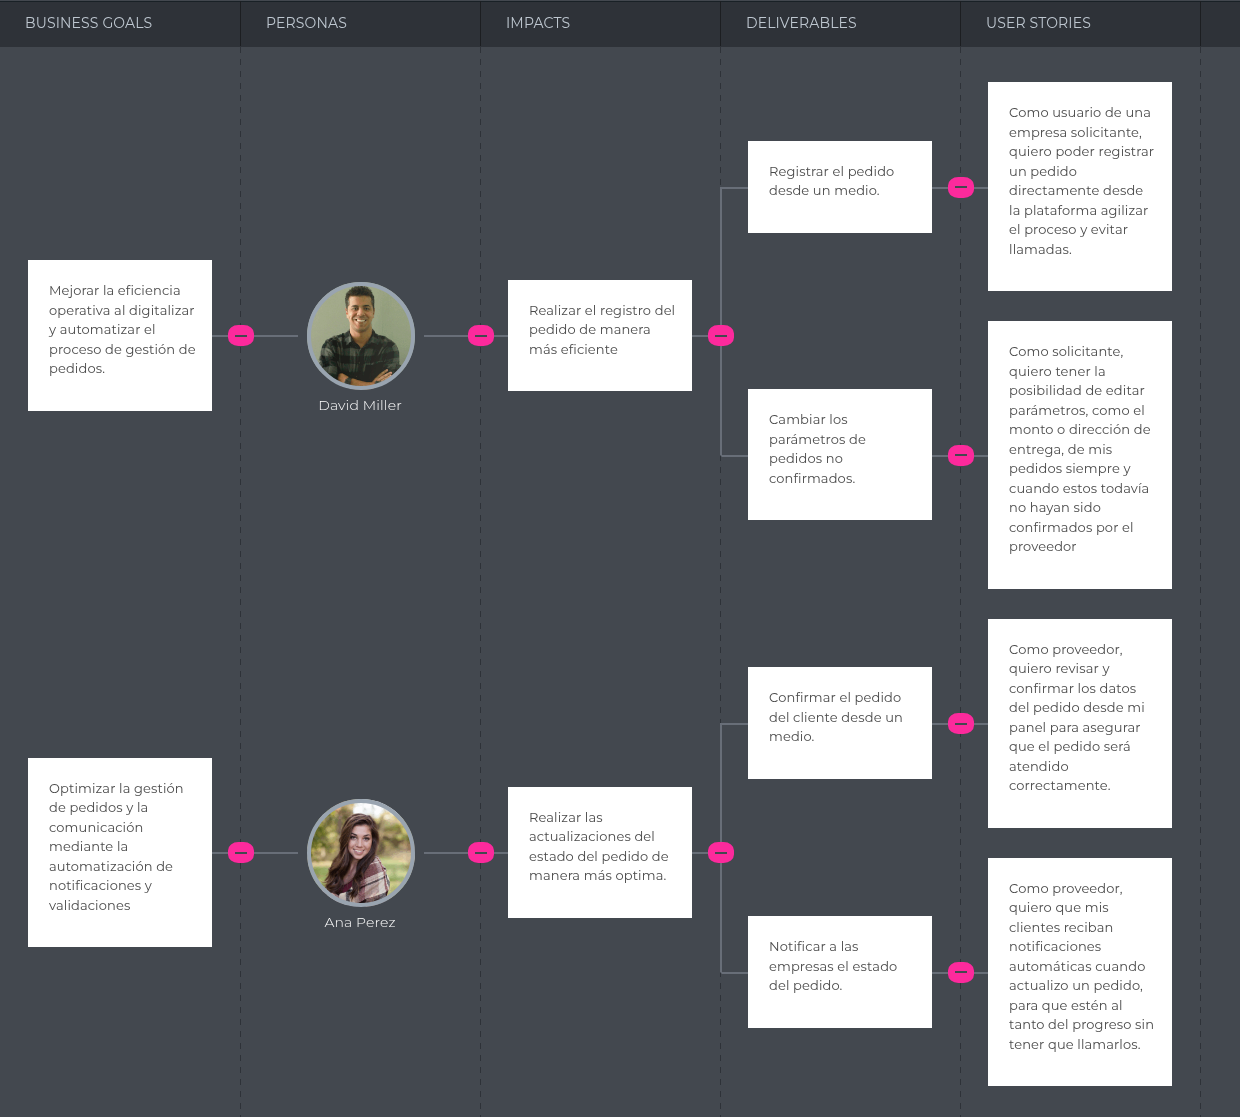 BUSINESS GOALS
PERSONAS
IMPACTS
DELIVERABLES
USER STORIES
Mejorar la eficiencia
operativa al digitalizar
y automatizar el
proceso de gestión de
pedidos.
David Miller
Realizar el registro del
pedido de manera
más eficiente
Registrar el pedido
desde un medio.
Como usuario de una
empresa solicitante,
quiero poder registrar
un pedido
directamente desde
la plataforma agilizar
el proceso y evitar
llamadas.
Cambiar los
parámetros de
pedidos no
confirmados.
Como solicitante,
quiero tener la
posibilidad de editar
parámetros, como el
monto o dirección de
entrega, de mis
pedidos siempre y
cuando estos todavía
no hayan sido
confirmados por el
proveedor
Optimizar la gestión
de pedidos y la
comunicación
mediante la
automatización de
notificaciones y
validaciones
Ana Perez
Realizar las
actualizaciones del
estado del pedido de
manera más optima.
Confirmar el pedido
del cliente desde un
medio.
Como proveedor,
quiero revisar y
confirmar los datos
del pedido desde mi
panel para asegurar
que el pedido será
atendido
correctamente.
Notificar a las
empresas el estado
del pedido.
Como proveedor,
quiero que mis
clientes reciban
notificaciones
automáticas cuando
actualizo un pedido,
para que estén al
tanto del progreso sin
tener que llamarlos.